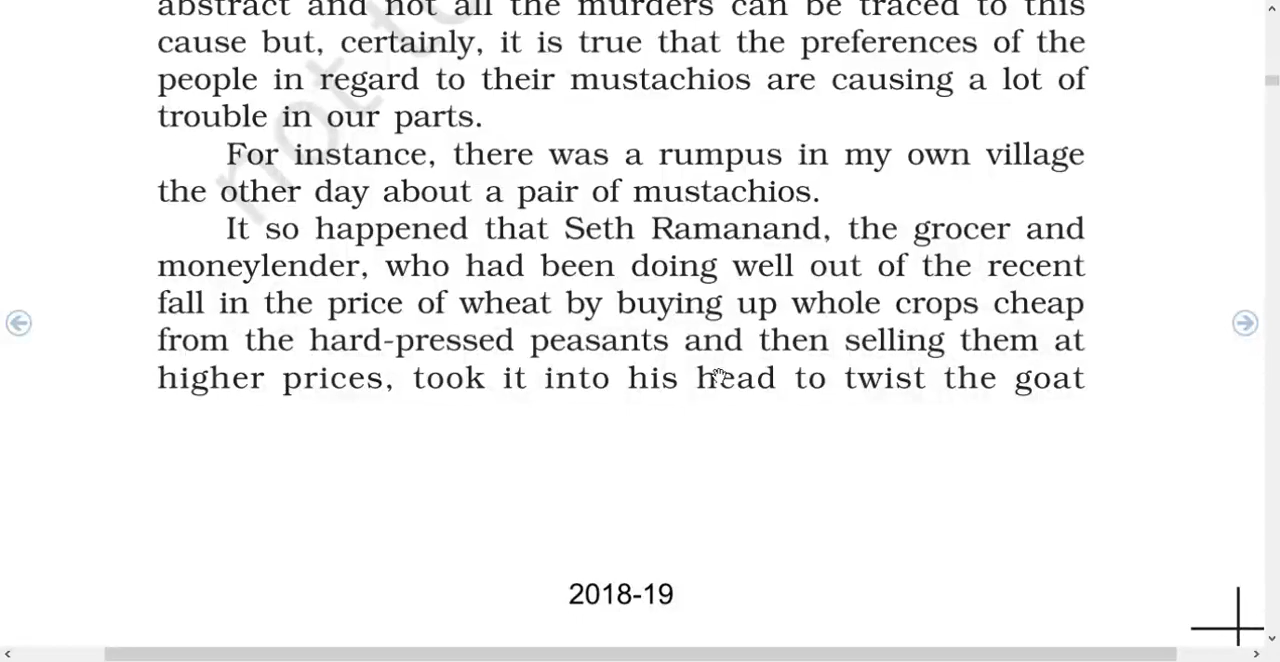 abstract and not all the murders can be traced to this
cause but, certainly, it is true that the preferences of the
people in regard to their mustachios are causing a lot of
trouble in our parts.
For instance, there was a rumpus in my own village
the other day about a pair of mustachios.
It so happened that Seth Ramanand, the grocer and
moneylender, who had been doing well out of the recent
fall in the price of wheat by buying up whole crops cheap
from the hard-pressed peasants and then selling them at
higher prices, took it into his head to twist the goat
2018-19
not